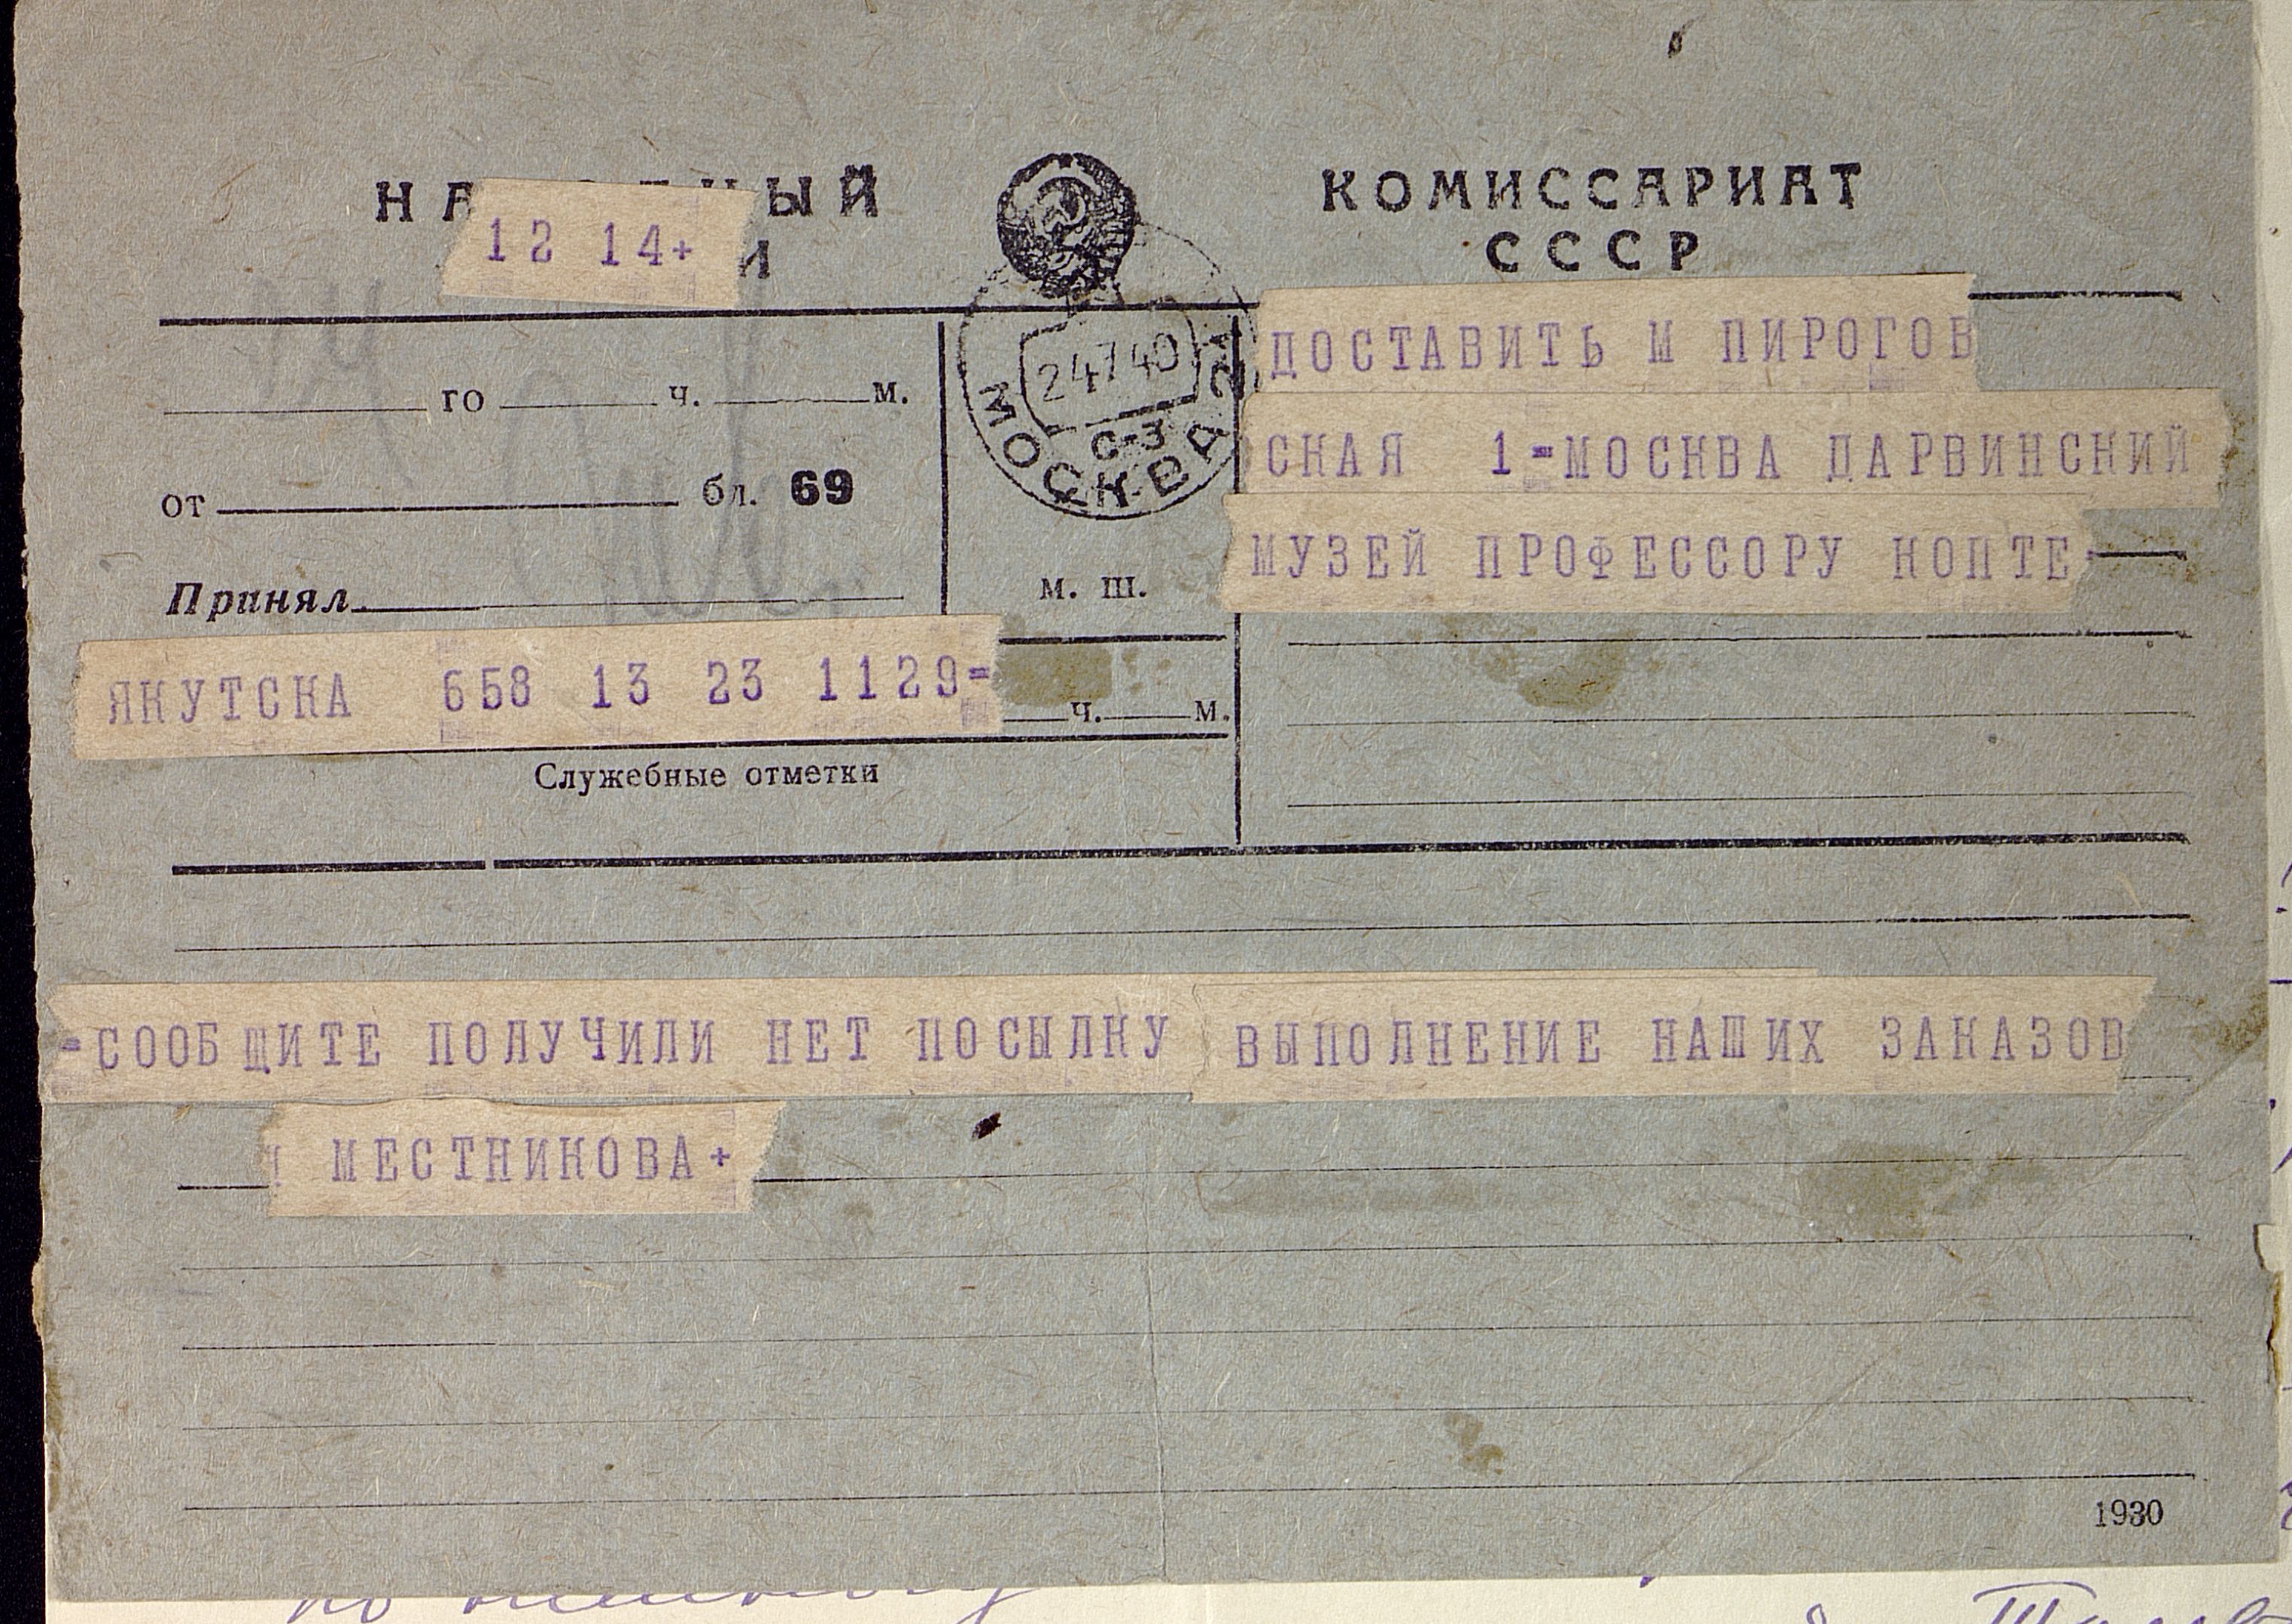 КОМИССАРИАТ
12 14+
СССР
ДОСТАВИТЬ М ПИРОГОВ
24 7 40
го ч. м.
С-3
МОСКВА
СКАЯ 1=МОСКВА ДАРВИНСКИЙ
от бл. 69
МУЗЕЙ ПРОФЕССОРУ КОПТЕ
Принял
м. ш.
ЯКУТСКА 658 13 23 1129=
ч. м.
Служебные отметки
=СООБЩИТЕ ПОЛУЧИЛИ НЕТ ПОСЫЛКУ ВЫПОЛНЕНИЕ НАШИХ ЗАКАЗОВ
МЕСТНИКОВА+
1930